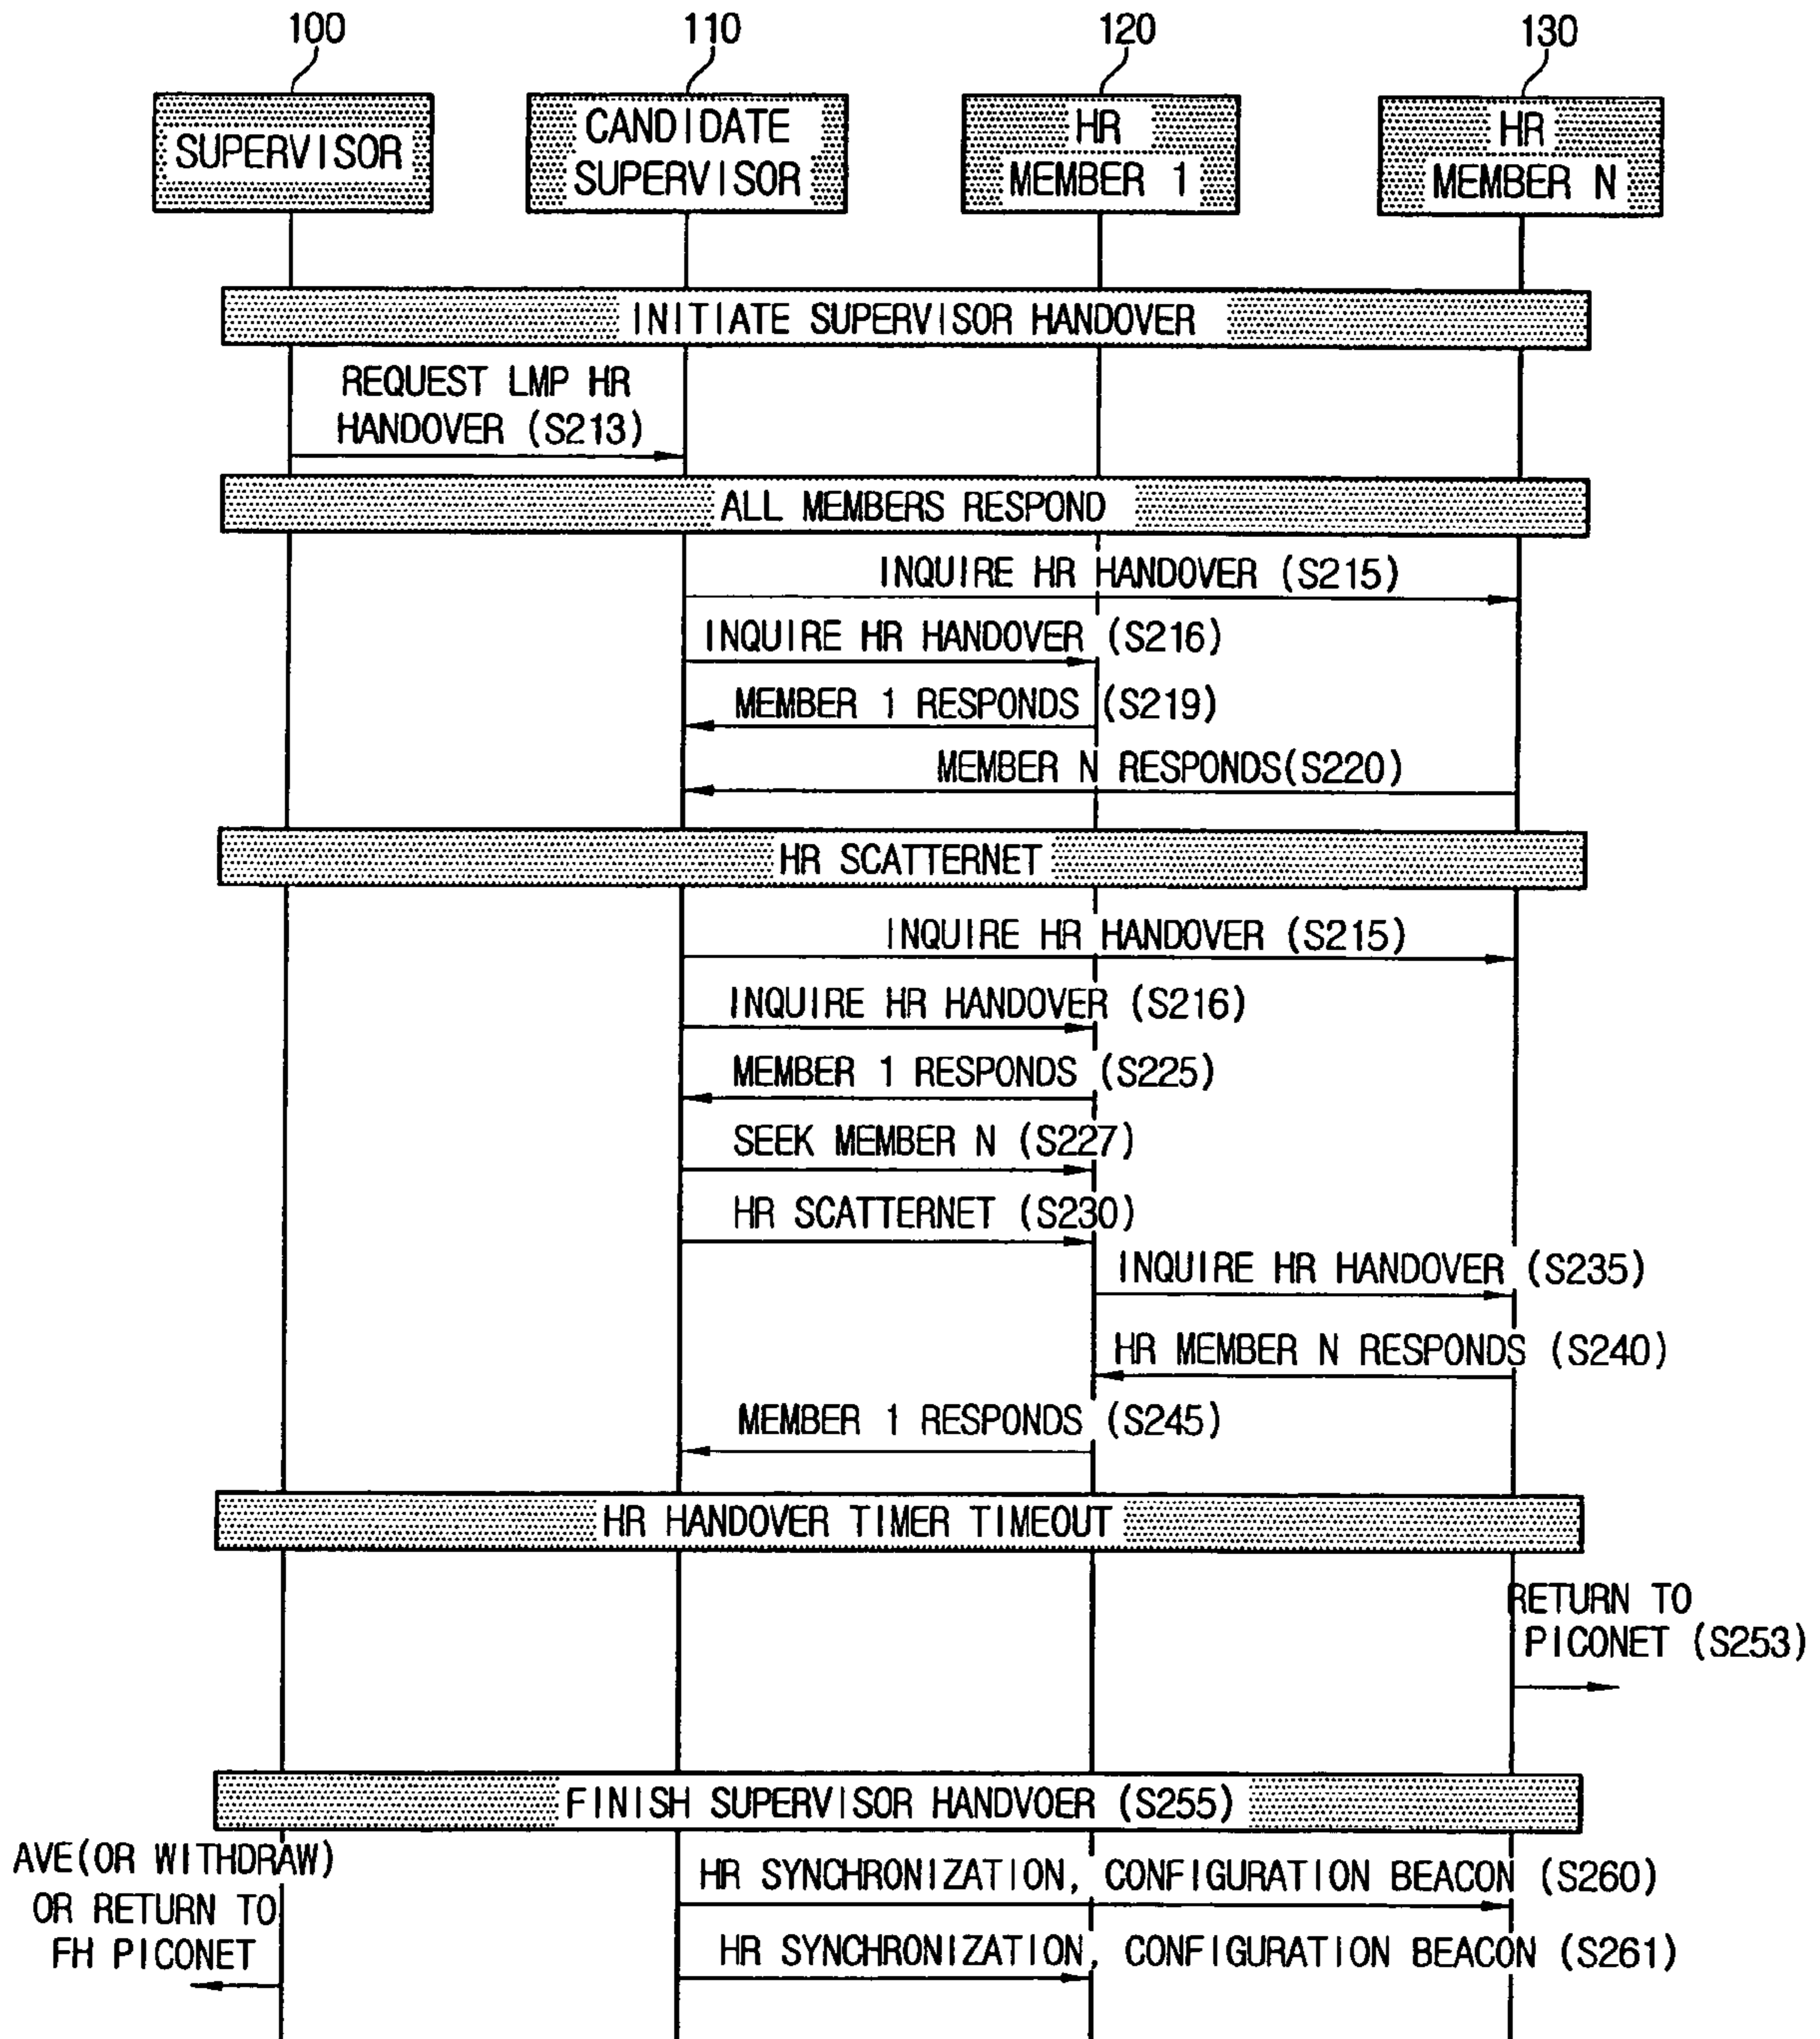 100
110
120
130
SUPERVISOR
CANDIDATE
SUPERVISOR
HR
MEMBER 1
HR
MEMBER N
INITIATE SUPERVISOR HANDOVER
REQUEST LMP HR
HANDOVER (S213)
ALL MEMBERS RESPOND
INQUIRE HR HANDOVER (S215)
INQUIRE HR HANDOVER (S216)
MEMBER 1 RESPONDS (S219)
MEMBER N RESPONDS(S220)
HR SCATTERNET
INQUIRE HR HANDOVER (S215)
INQUIRE HR HANDOVER (S216)
MEMBER 1 RESPONDS (S225)
SEEK MEMBER N (S227)
HR SCATTERNET (S230)
INQUIRE HR HANDOVER (S235)
HR MEMBER N RESPONDS (S240)
MEMBER 1 RESPONDS (S245)
HR HANDOVER TIMER TIMEOUT
RETURN TO
PICONET (S253)
FINISH SUPERVISOR HANDVOER (S255)
AVE(OR WITHDRAW)
OR RETURN TO
FH PICONET
HR SYNCHRONIZATION, CONFIGURATION BEACON (S260)
HR SYNCHRONIZATION, CONFIGURATION BEACON (S261)